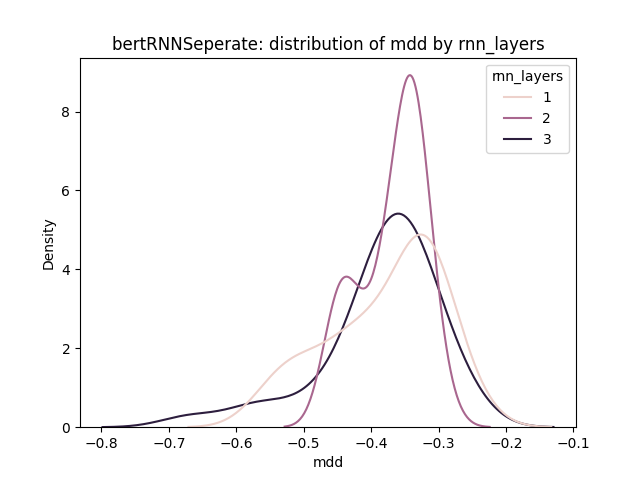 bertRNNSeperate: distribution of mdd by rnn_layers
rnn_layers
1
2
3
Density
8
6
4
2
0
−0.8 −0.7 −0.6 −0.5 −0.4 −0.3 −0.2 −0.1
mdd